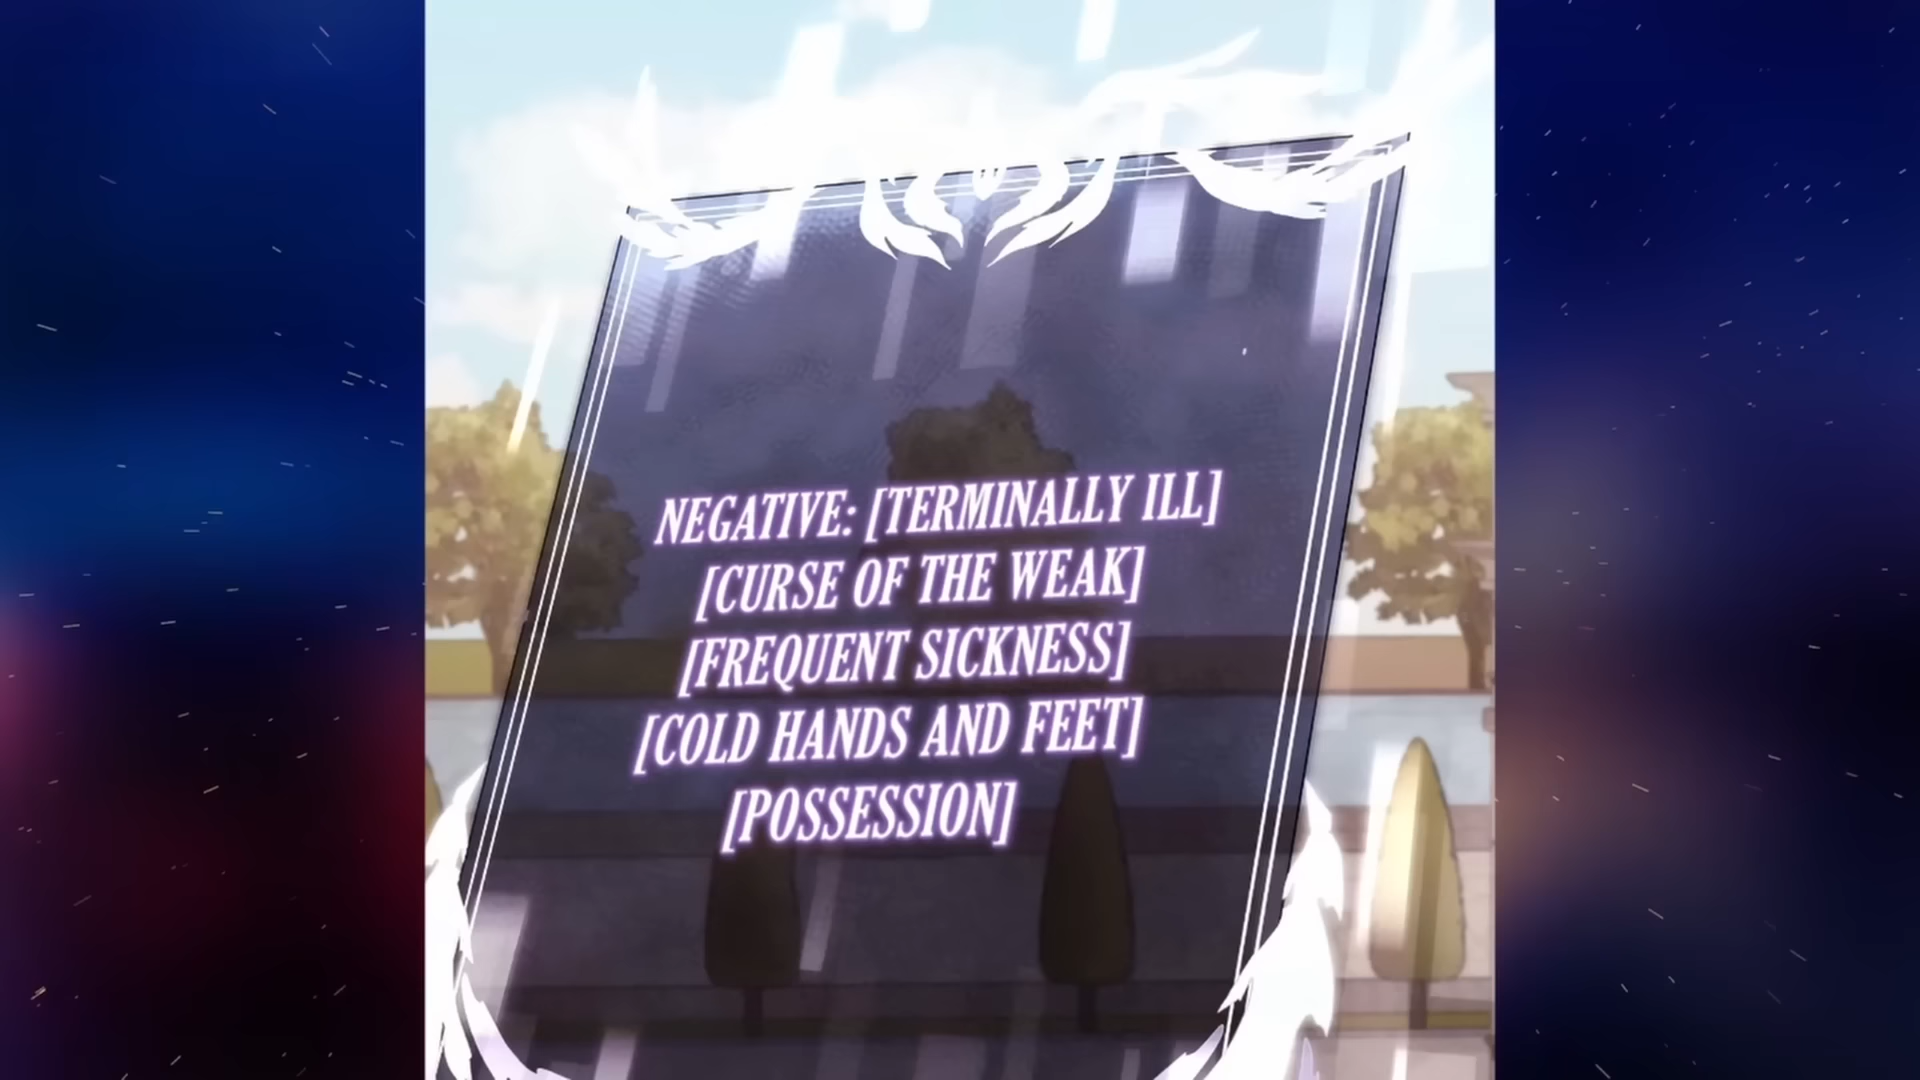 NEGATIVE: [TERMINALLY ILL]
[CURSE OF THE WEAK]
[FREQUENT SICKNESS]
[COLD HANDS AND FEET]
[POSSESSION]